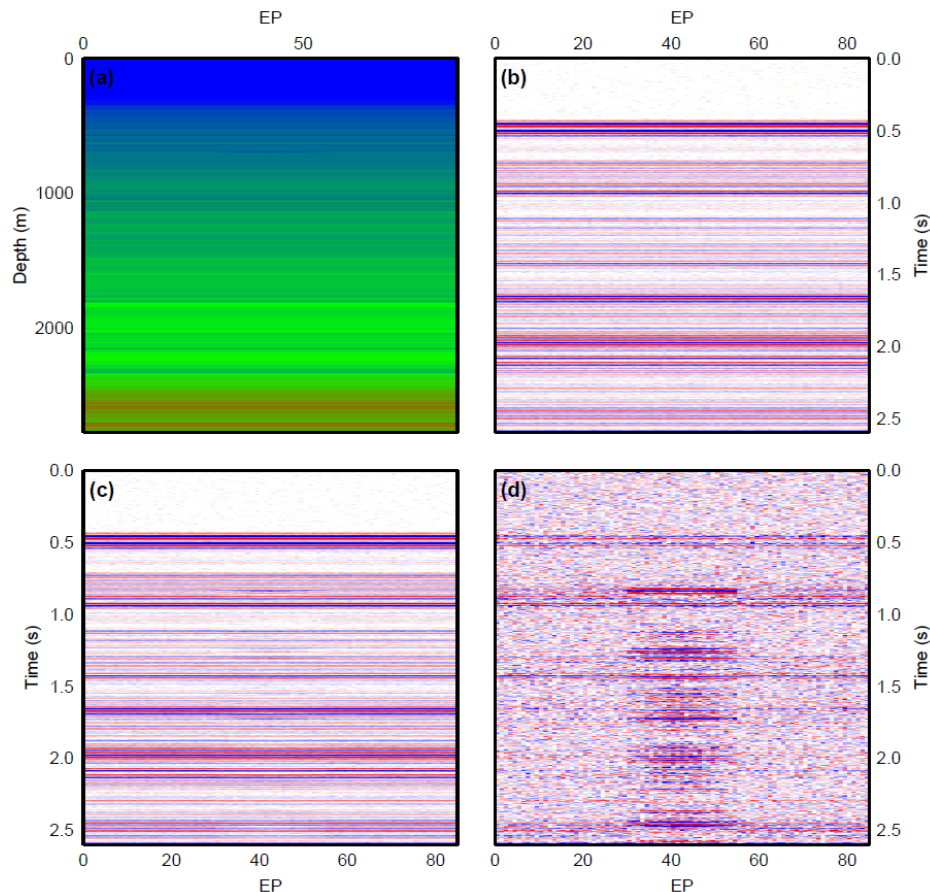 EP EP
0 50 0 20 40 60 80
0 (a) (b) 0.0
0.5
1000 1.0
Depth (m) Time (s)
1.5
2000 2.0
2.5
0.0 (c) (d) 0.0
0.5 0.5
1.0 1.0
Time (s) Time (s)
1.5 1.5
2.0 2.0
2.5 2.5
0 20 40 60 80 0 20 40 60 80
EP EP